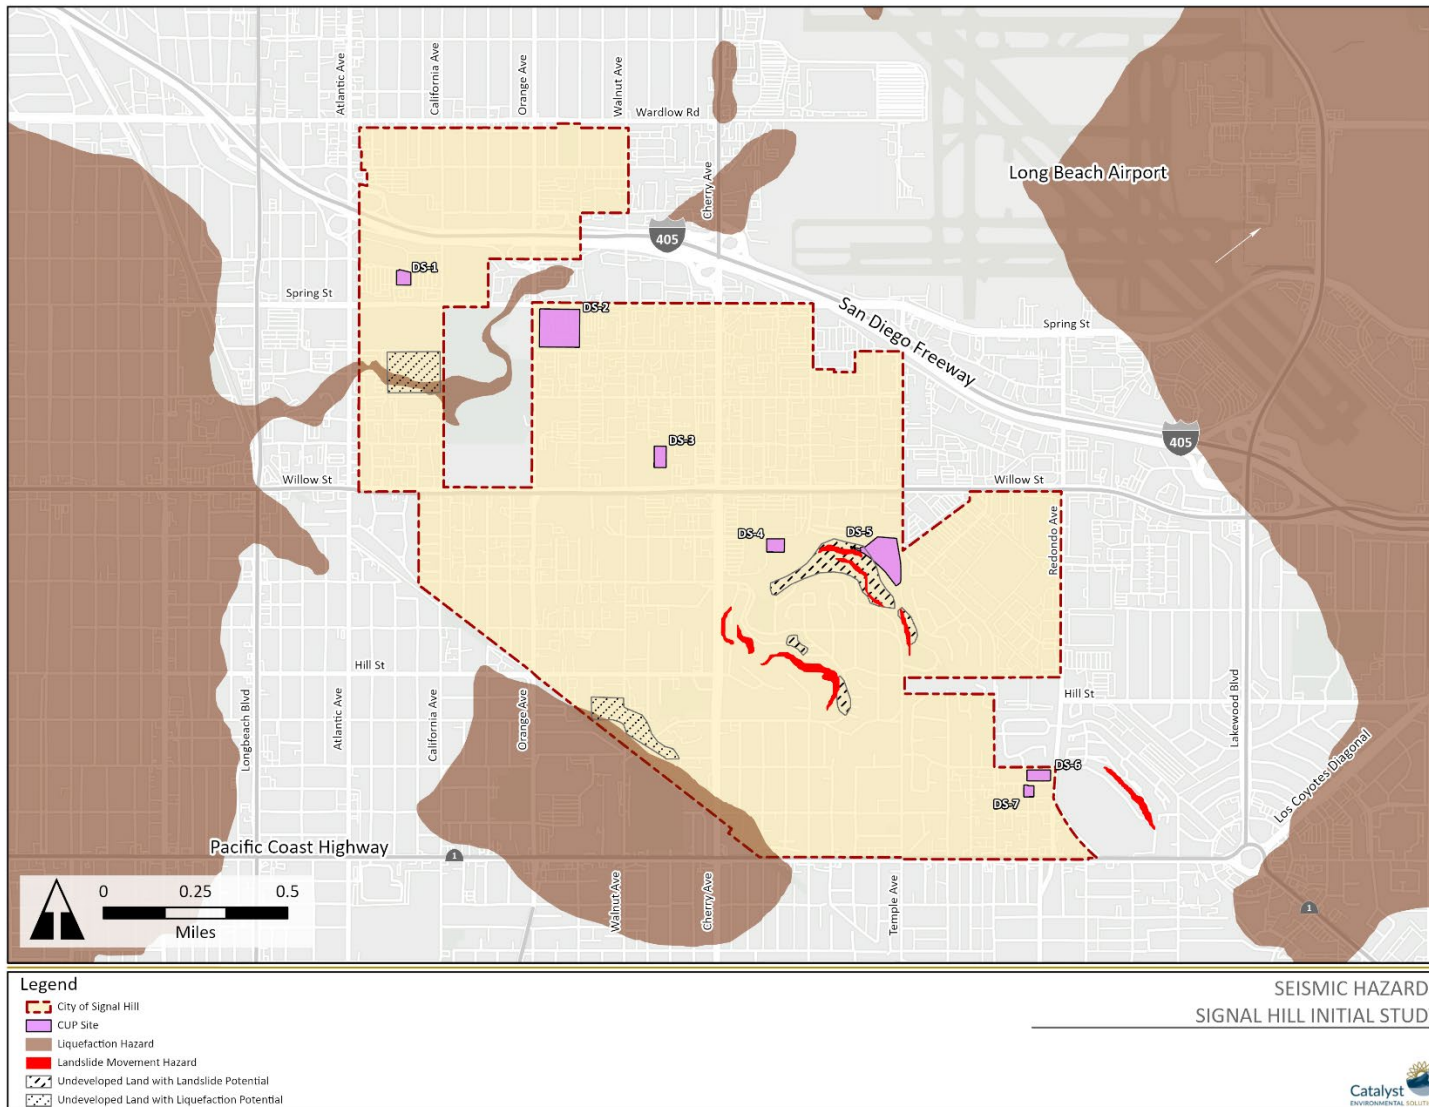 Atlantic Ave
California Ave
Orange Ave
Walnut Ave
Wardlow Rd
Cherry Ave
Long Beach Airport
405
DS-1
Spring St
DS-2
San Diego Freeway
Spring St
405
DS-3
Willow St
Willow St
DS-4
DS-5
Redondo Ave
Hill St
Hill St
Longbeach Blvd
Atlantic Ave
California Ave
Orange Ave
Lakewood Blvd
DS-6
DS-7
Los Coyotes Diagonal
Pacific Coast Highway
1
Walnut Ave
Cherry Ave
Temple Ave
1
0 0.25 0.5
Miles
Legend
City of Signal Hill
CUP Site
Liquefaction Hazard
Landslide Movement Hazard
Undeveloped Land with Landslide Potential
Undeveloped Land with Liquefaction Potential
SEISMIC HAZARD
SIGNAL HILL INITIAL STUD
Catalyst
ENVIRONMENTAL SOLUTI